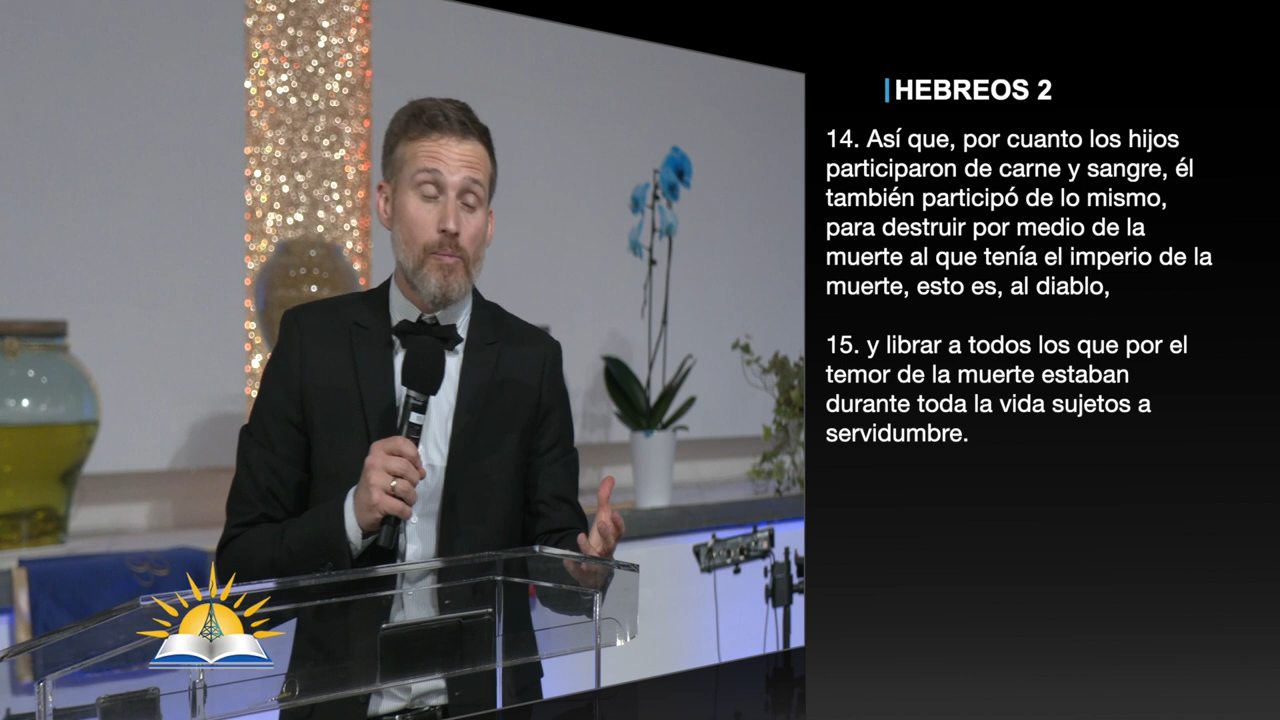 HEBREOS 2
14. Así que, por cuanto los hijos
participaron de carne y sangre, él
también participó de lo mismo,
para destruir por medio de la
muerte al que tenía el imperio de la
muerte, esto es, al diablo,
15. y librar a todos los que por el
temor de la muerte estaban
durante toda la vida sujetos a
servidumbre.